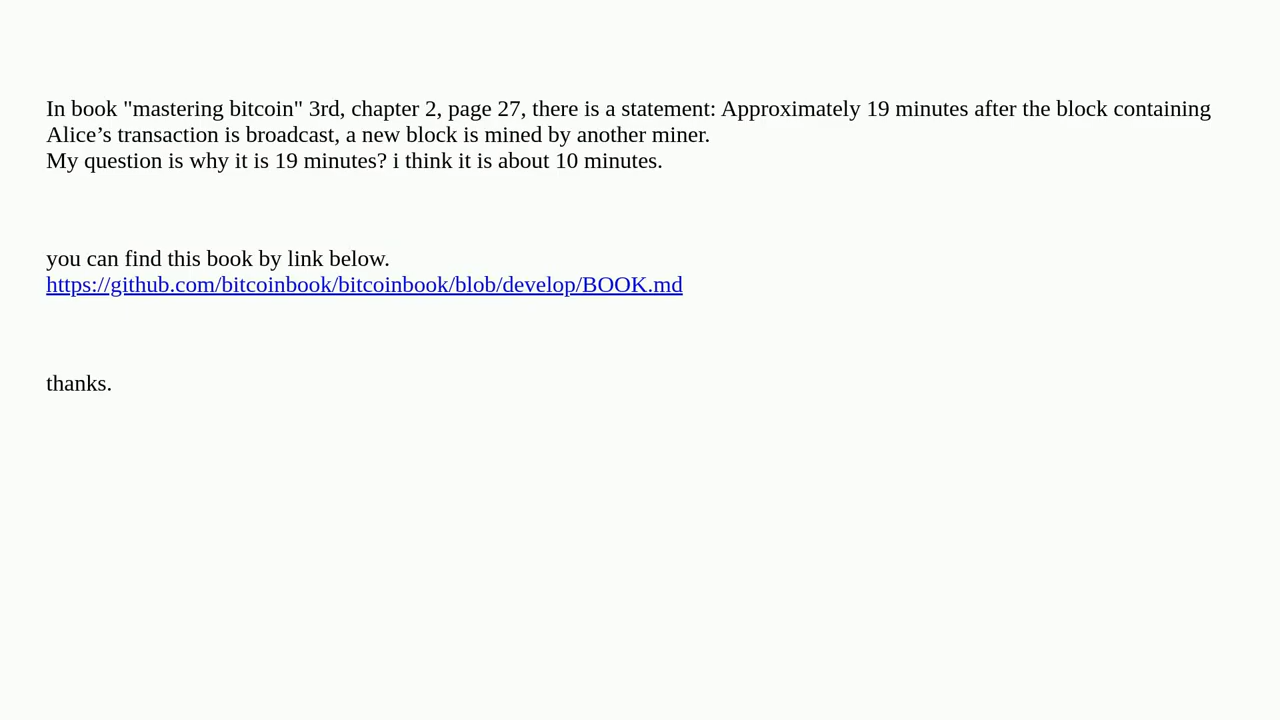 In book "mastering bitcoin" 3rd, chapter 2, page 27, there is a statement: Approximately 19 minutes after the block containing
Alice’s transaction is broadcast, a new block is mined by another miner.
My question is why it is 19 minutes? i think it is about 10 minutes.
you can find this book by link below.
https://github.com/bitcoinbook/bitcoinbook/blob/develop/BOOK.md
thanks.